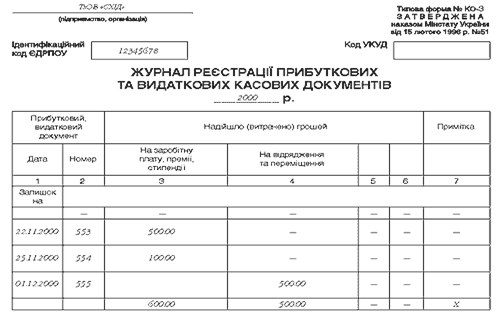 ТзОВ «СХІД»
(підприємство, організація)
Типова форма № КО-3
ЗАТВЕРДЖЕНА
наказом Мінстату України
від 15 лютого 1996 р. №51
Ідентифікаційний
код ЄДРПОУ
12345678
Код УКУД
ЖУРНАЛ РЕЄСТРАЦІЇ ПРИБУТКОВИХ
ТА ВИДАТКОВИХ КАСОВИХ ДОКУМЕНТІВ
2000 р.
Прибутковий, видатковий документ Надійшло (витрачено) грошей Примітка
Дата Номер На заробітну плату, премії, стипендії На відрядження та переміщення
1 2 3 4 5 6 7
Залишок на
— — — — — —
22.11.2000 553 500.00 — — — —
25.11.2000 554 100.00 — — — —
01.12.2000 555 500.00 — — —
600.00 500.00 — — X